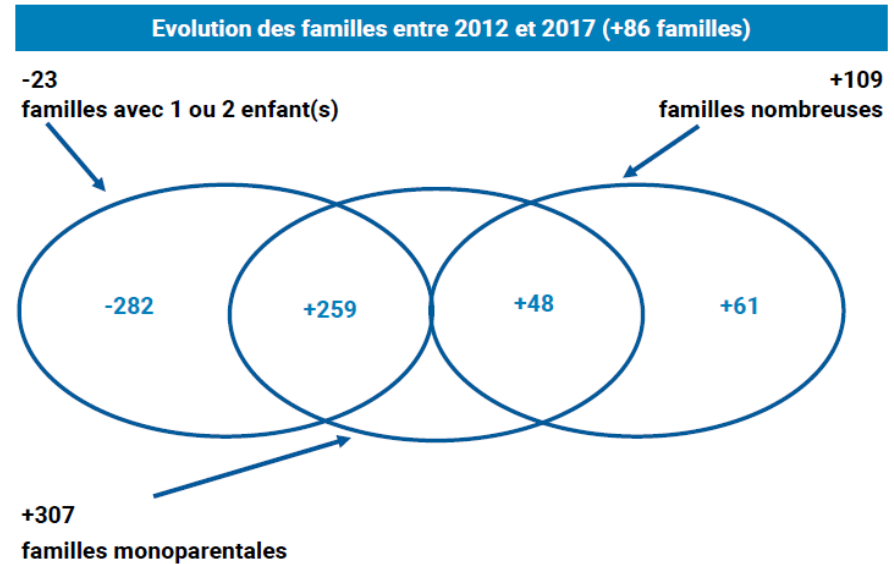 Evolution des familles entre 2012 et 2017 (+86 familles)
-23
familles avec 1 ou 2 enfant(s)
+109
familles nombreuses
-282
+259
+48
+61
+307
familles monoparentales